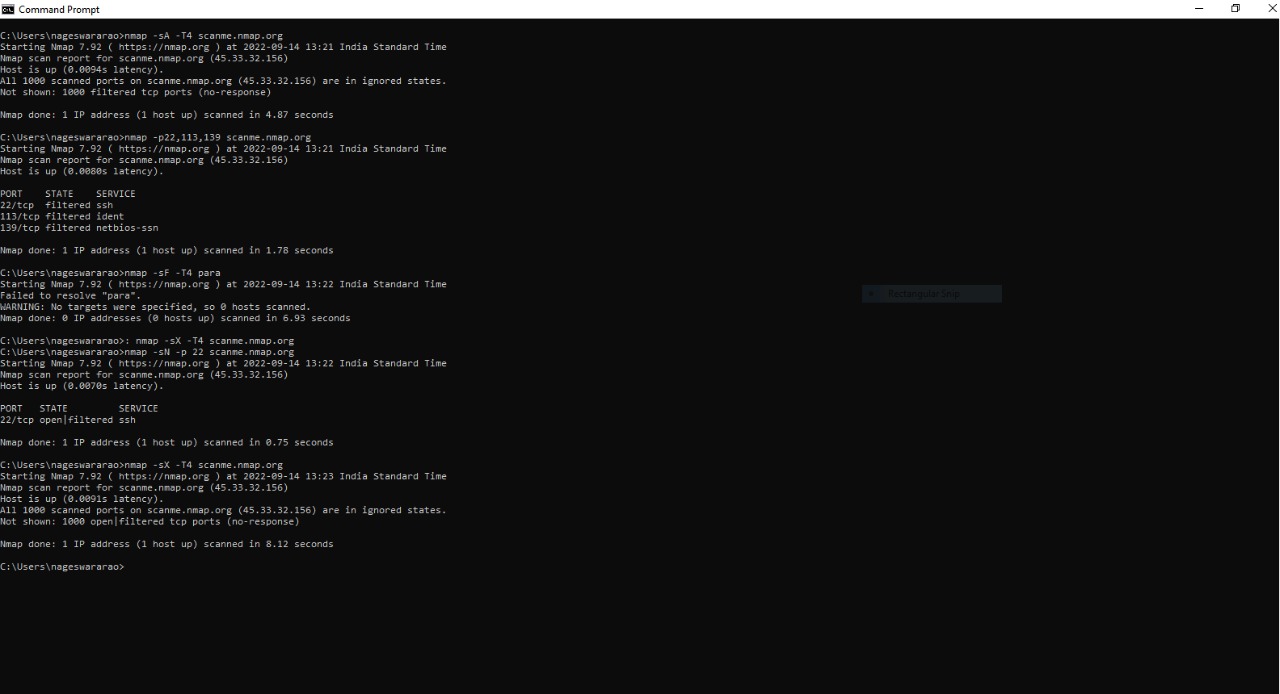 Command Prompt
C:\Users\nageswararao>nmap -sA -T4 scanme.nmap.org
Starting Nmap 7.92 ( https://nmap.org ) at 2022-09-14 13:21 India Standard Time
Nmap scan report for scanme.nmap.org (45.33.32.156)
Host is up (0.0094s latency).
All 1000 scanned ports on scanme.nmap.org (45.33.32.156) are in ignored states.
Not shown: 1000 filtered tcp ports (no-response)
Nmap done: 1 IP address (1 host up) scanned in 4.87 seconds
C:\Users\nageswararao>nmap -p22,113,139 scanme.nmap.org
Starting Nmap 7.92 ( https://nmap.org ) at 2022-09-14 13:21 India Standard Time
Nmap scan report for scanme.nmap.org (45.33.32.156)
Host is up (0.0080s latency).
PORT    STATE    SERVICE
22/tcp  filtered ssh
113/tcp filtered ident
139/tcp filtered netbios-ssn
Nmap done: 1 IP address (1 host up) scanned in 1.78 seconds
C:\Users\nageswararao>nmap -sF -T4 para
Starting Nmap 7.92 ( https://nmap.org ) at 2022-09-14 13:22 India Standard Time
Failed to resolve "para".
WARNING: No targets were specified, so 0 hosts scanned.
Nmap done: 0 IP addresses (0 hosts up) scanned in 6.93 seconds
Rectangular Snip
C:\Users\nageswararao>: nmap -sX -T4 scanme.nmap.org
C:\Users\nageswararao>nmap -sN -p 22 scanme.nmap.org
Starting Nmap 7.92 ( https://nmap.org ) at 2022-09-14 13:22 India Standard Time
Nmap scan report for scanme.nmap.org (45.33.32.156)
Host is up (0.0070s latency).
PORT   STATE         SERVICE
22/tcp open|filtered ssh
Nmap done: 1 IP address (1 host up) scanned in 0.75 seconds
C:\Users\nageswararao>nmap -sX -T4 scanme.nmap.org
Starting Nmap 7.92 ( https://nmap.org ) at 2022-09-14 13:23 India Standard Time
Nmap scan report for scanme.nmap.org (45.33.32.156)
Host is up (0.0091s latency).
All 1000 scanned ports on scanme.nmap.org (45.33.32.156) are in ignored states.
Not shown: 1000 open|filtered tcp ports (no-response)
Nmap done: 1 IP address (1 host up) scanned in 8.12 seconds
C:\Users\nageswararao>